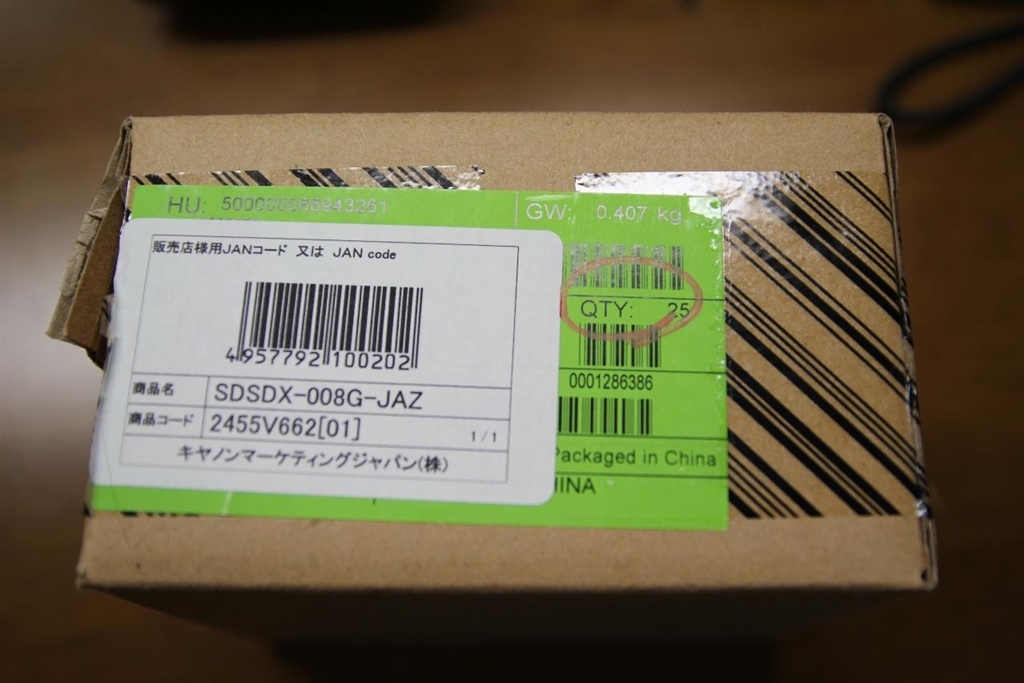 HU: 500000088943261
GW: 0.407 kg
販売店様用JANコード 又は JAN code
4957792100202
QTY: 25
0001286386
商品名 SDSDX-008G-JAZ
商品コード 2455V662[01] 1/1
キヤノンマーケティングジャパン(株)
Packaged in China
HINA